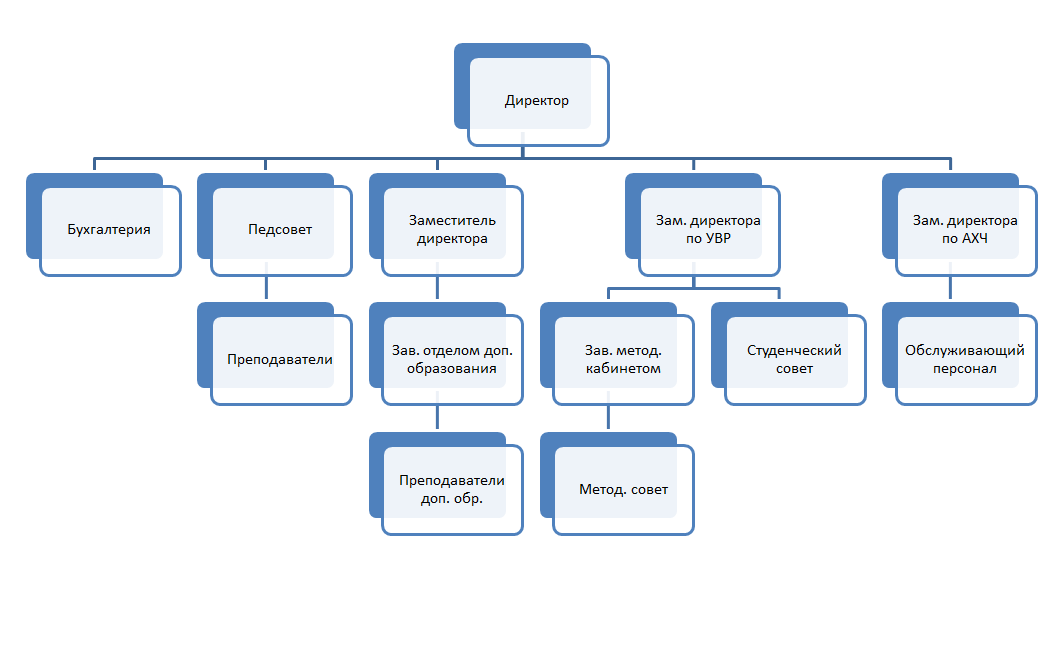 Директор
Бухгалтерия
Педсовет
Заместитель
директора
Зам. директора
по УВР
Зам. директора
по АХЧ
Преподаватели
Зав. отделом доп.
образования
Зав. метод.
кабинетом
Студенческий
совет
Обслуживающий
персонал
Преподаватели
доп. обр.
Метод. совет